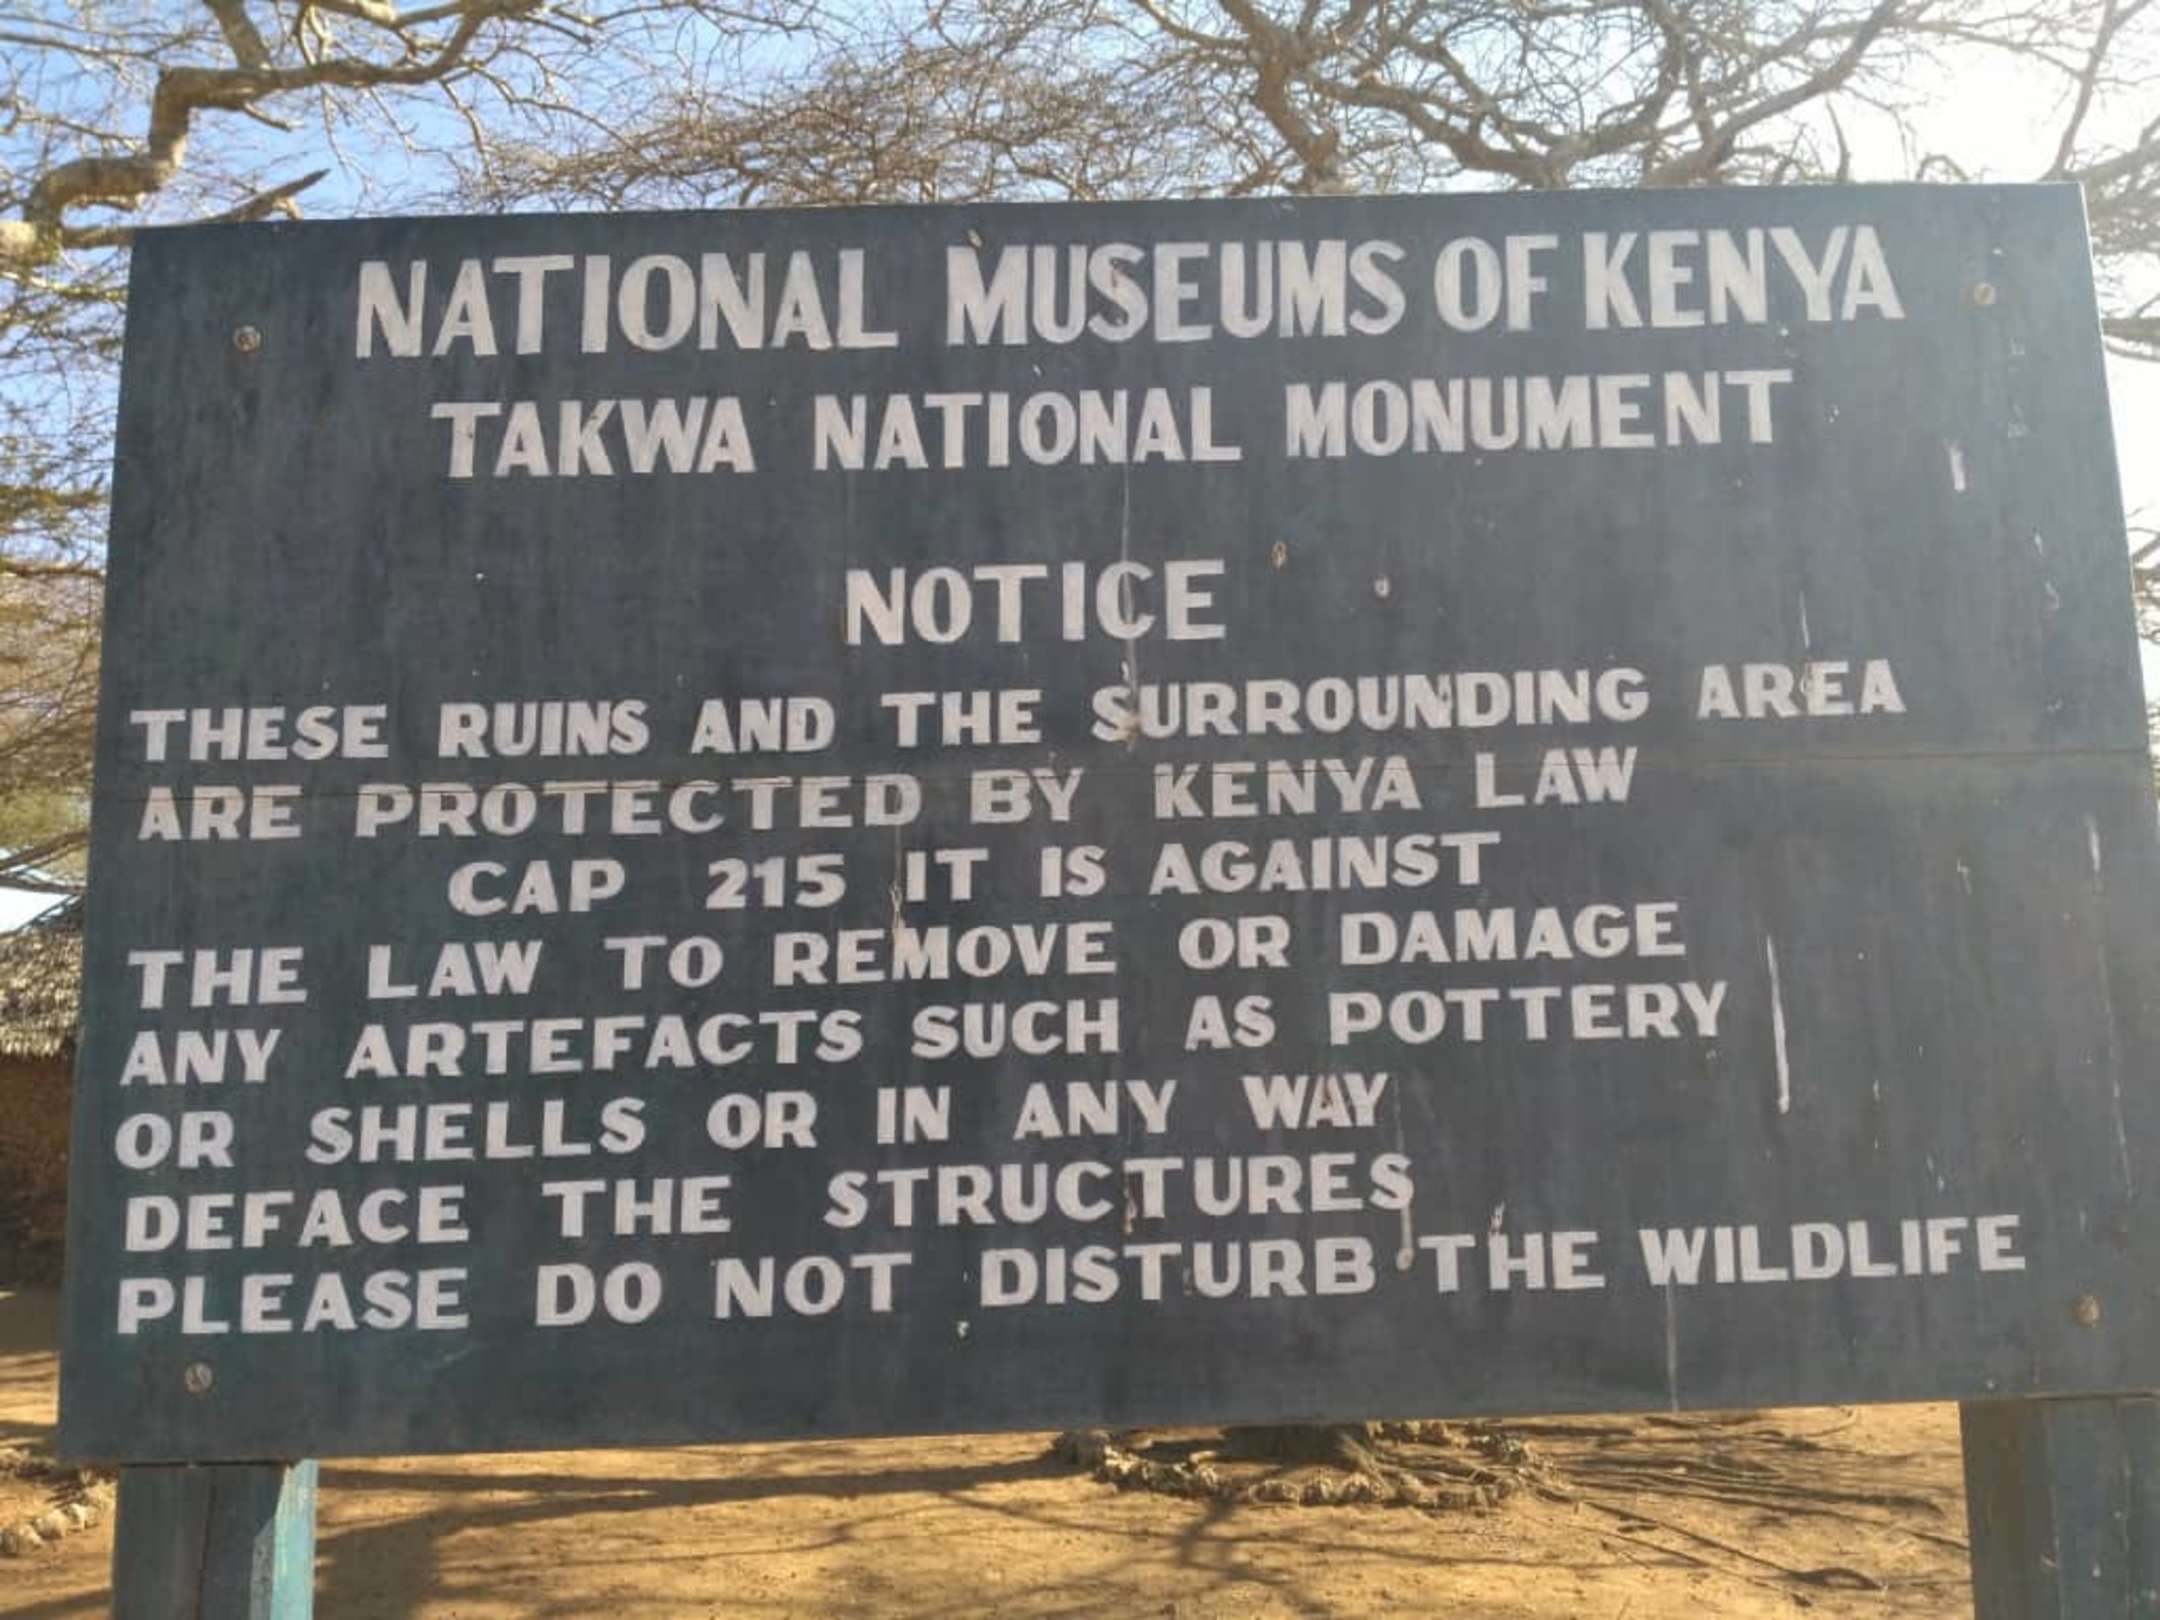 NATIONAL MUSEUMS OF KENYA
TAKWA NATIONAL MONUMENT
NOTICE
THESE RUINS AND THE SURROUNDING AREA
ARE PROTECTED BY KENYA LAW
CAP 215 IT IS AGAINST
THE LAW TO REMOVE OR DAMAGE
ANY ARTEFACTS SUCH AS POTTERY
OR SHELLS OR IN ANY WAY
DEFACE THE STRUCTURES
PLEASE DO NOT DISTURB THE WILDLIFE